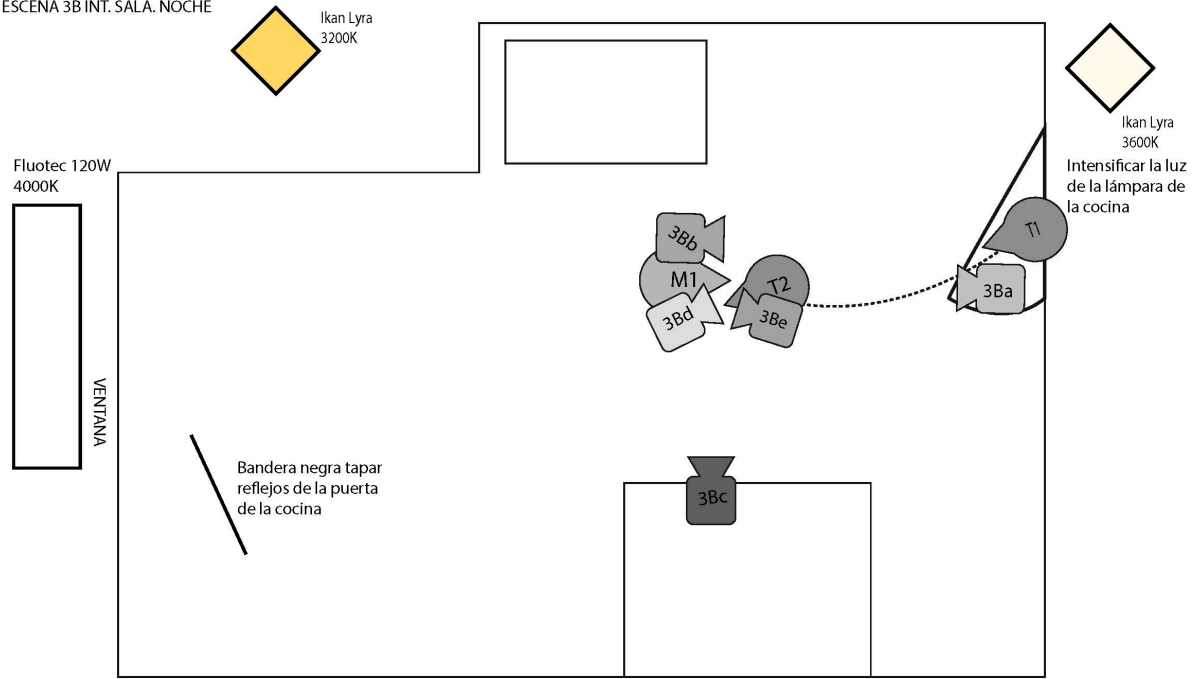 ESCENA 3B INT. SALA. NOCHE
Ikan Lyra
3200K
Ikan Lyra
3600K
Intensificar la luz
de la lámpara de
la cocina
Fluotec 120W
4000K
T1
3Bb
M1
T2
3Ba
3Bd
3Be
VENTANA
Bandera negra tapar
reflejos de la puerta
de la cocina
3Bc